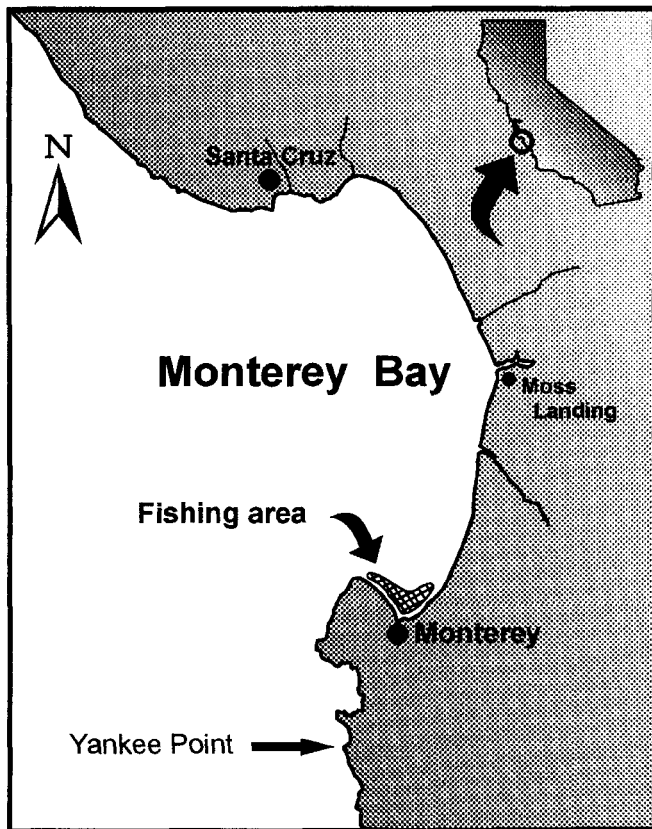 N
Santa Cruz
Monterey Bay
Moss
Landing
Fishing area
Monterey
Yankee Point